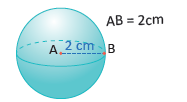 AB = 2cm
A 2 cm B